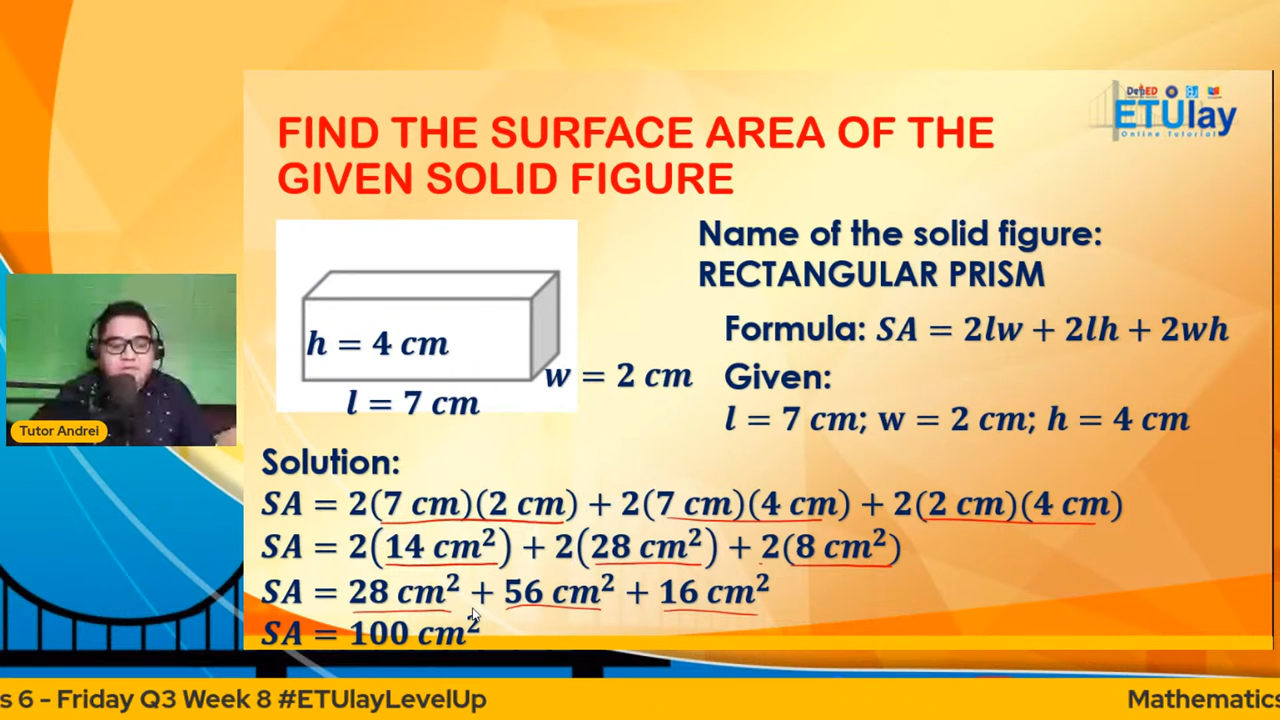 DepED
ETUlay
Online Tutorial
FIND THE SURFACE AREA OF THE
GIVEN SOLID FIGURE
h = 4 cm
w = 2 cm
l = 7 cm
Name of the solid figure:
RECTANGULAR PRISM
Formula: SA = 2lw + 2lh + 2wh
Given:
l = 7 cm; w = 2 cm; h = 4 cm
Tutor Andrei
Solution:
SA = 2(7 cm)(2 cm) + 2(7 cm)(4 cm) + 2(2 cm)(4 cm)
SA = 2(14 cm²) + 2(28 cm²) + 2(8 cm²)
SA = 28 cm² + 56 cm² + 16 cm²
SA = 100 cm²
s 6 - Friday Q3 Week 8 #ETUlayLevelUp
Mathematics